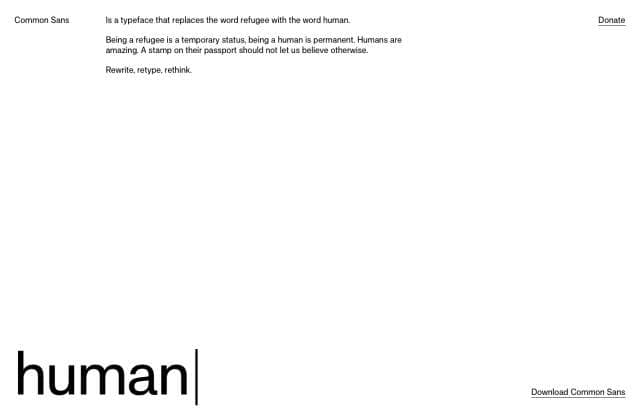 Common Sans
Is a typeface that replaces the word refugee with the word human.
Donate
Being a refugee is a temporary status, being a human is permanent. Humans are
amazing. A stamp on their passport should not let us believe otherwise.
Rewrite, retype, rethink.
human
Download Common Sans